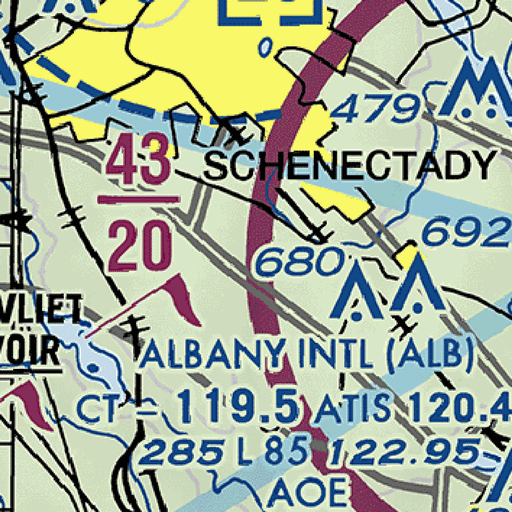 479
43
SCHENECTADY
20
692
680
VLIET
VOIR
ALBANY INTL (ALB)
CT - 119.5 ATIS 120.4
285 L 85 122.95
AOE